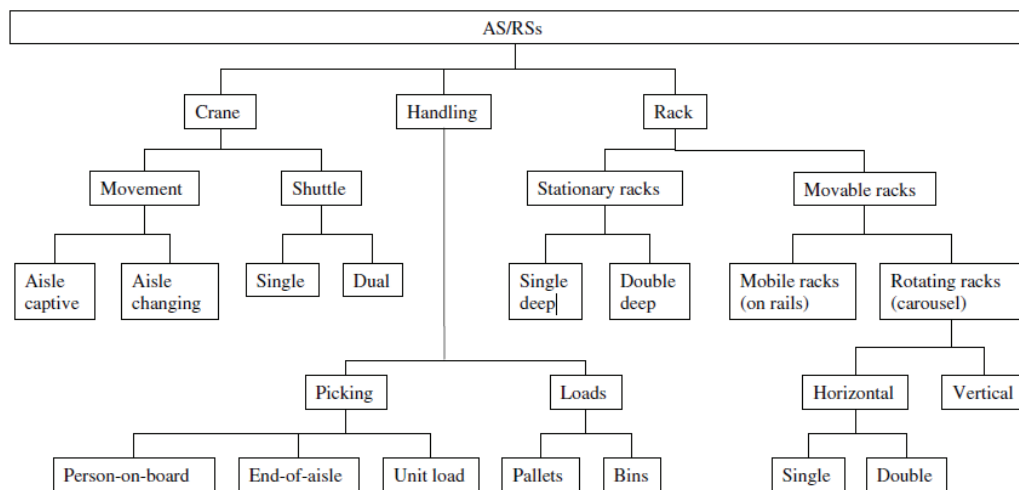 AS/RSs
Crane
Handling
Rack
Movement
Shuttle
Stationary racks
Movable racks
Aisle
captive
Aisle
changing
Single
Dual
Single
deep
Double
deep
Mobile racks
(on rails)
Rotating racks
(carousel)
Picking
Loads
Horizontal
Vertical
Person-on-board
End-of-aisle
Unit load
Pallets
Bins
Single
Double